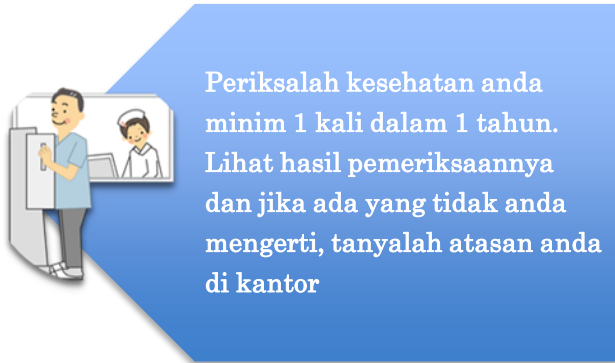 Periksalah kesehatan anda
minim 1 kali dalam 1 tahun.
Lihat hasil pemeriksaannya
dan jika ada yang tidak anda
mengerti, tanyalah atasan anda
di kantor